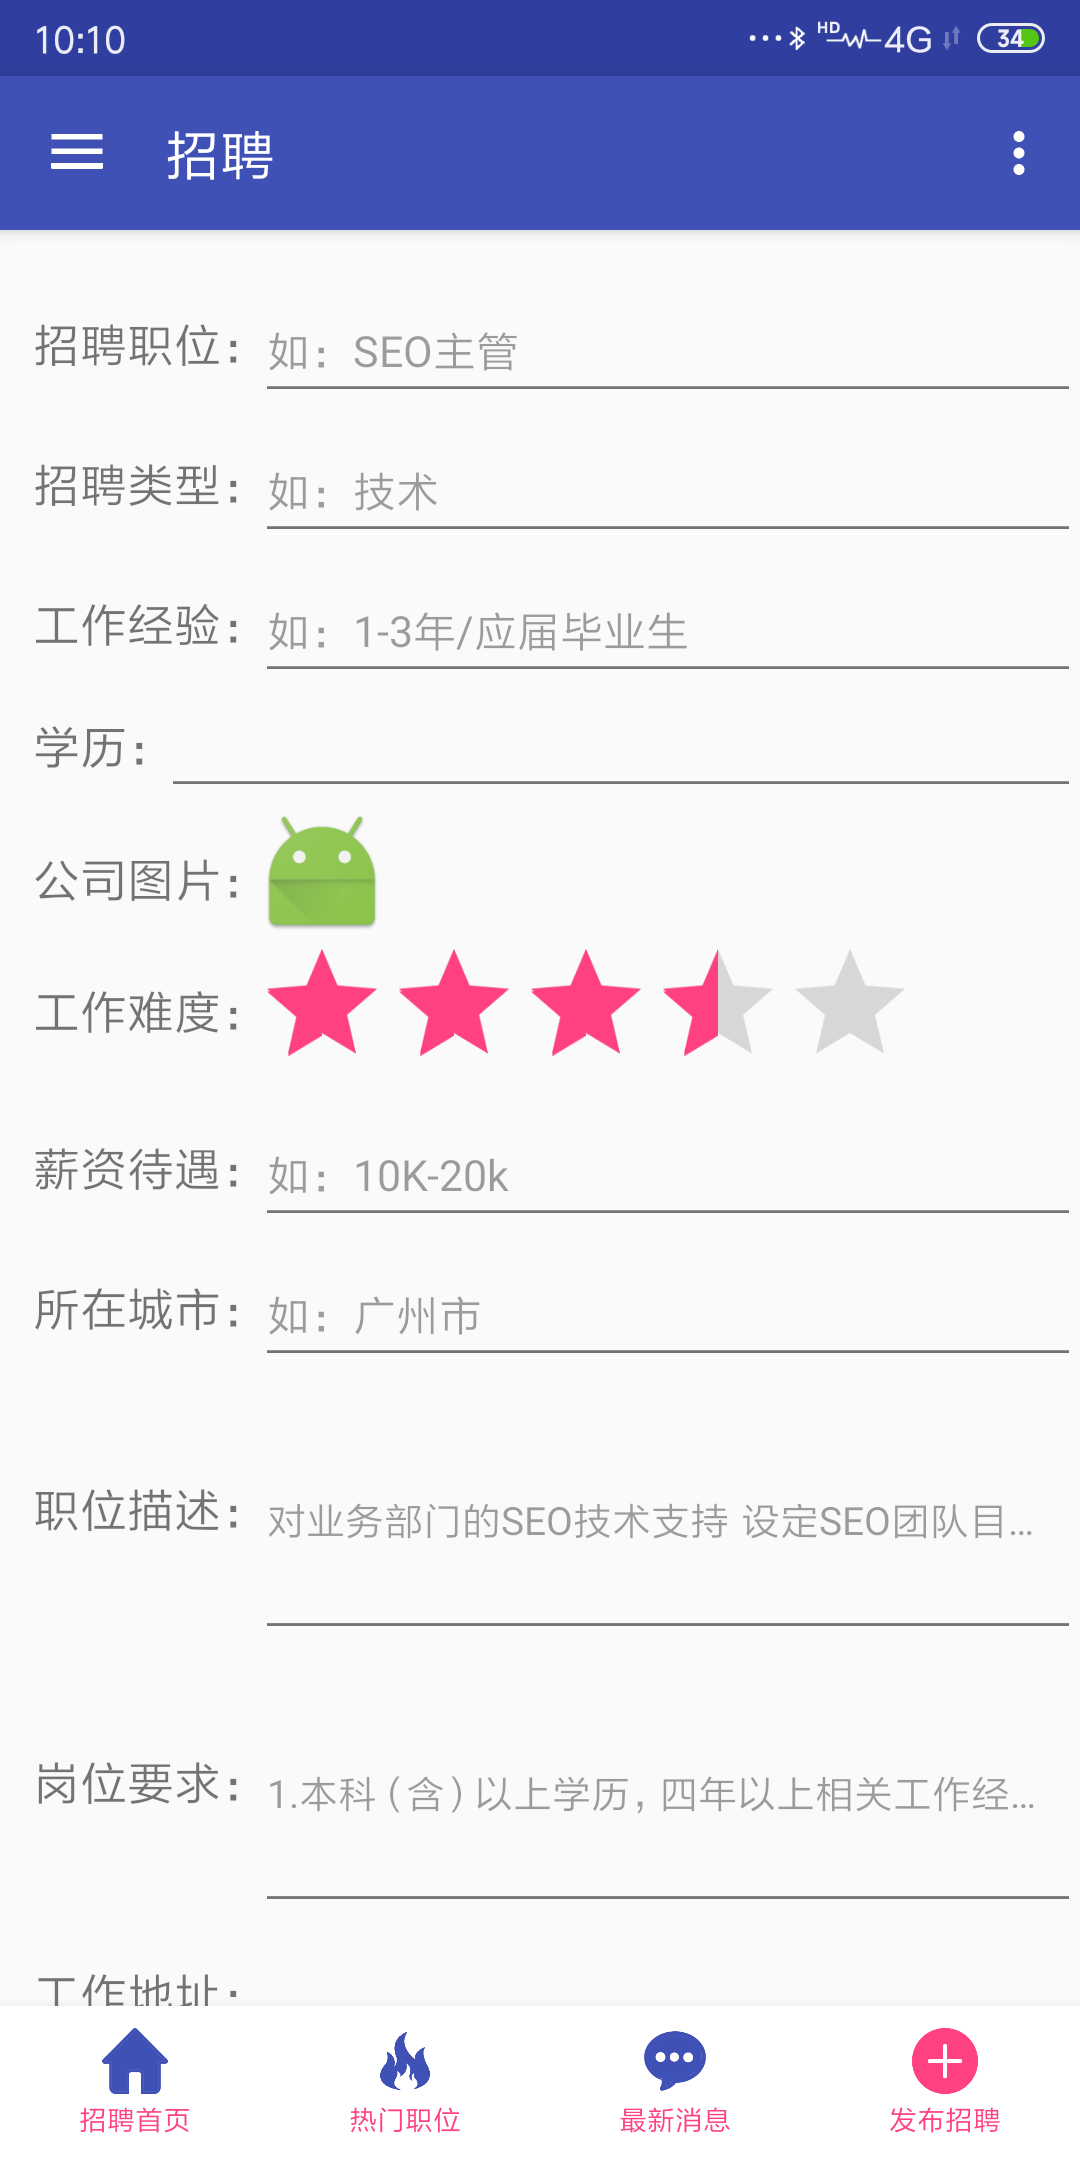 10:10
HD 4G 34
招聘
招聘职位：如：SEO主管
招聘类型：如：技术
工作经验：如：1-3年/应届毕业生
学历：
公司图片：
工作难度：
薪资待遇：如：10K-20k
所在城市：如：广州市
职位描述：对业务部门的SEO技术支持 设定SEO团队目...
岗位要求：1.本科（含）以上学历，四年以上相关工作经...
工作地址：
招聘首页 热门职位 最新消息 发布招聘